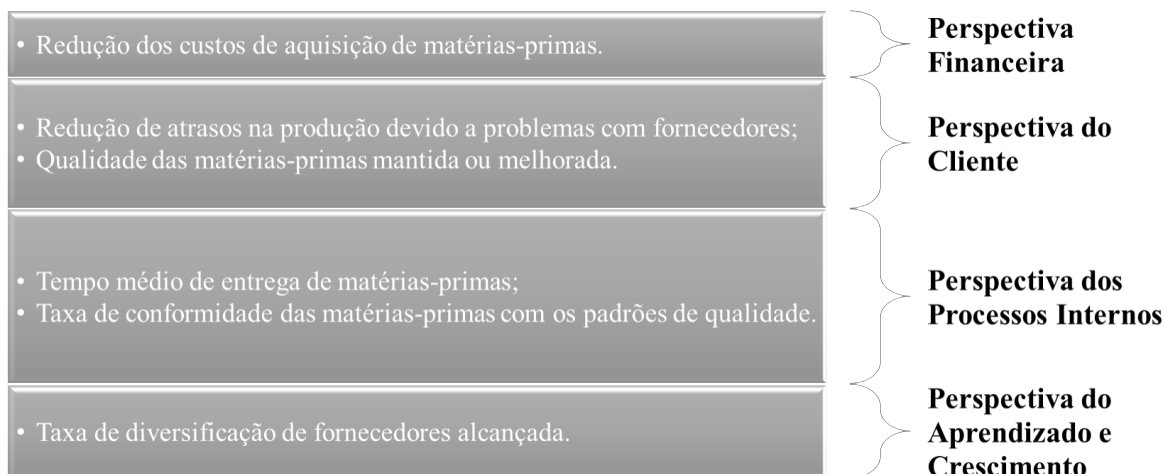 • Redução dos custos de aquisição de matérias-primas.
Perspectiva
Financeira
• Redução de atrasos na produção devido a problemas com fornecedores;
• Qualidade das matérias-primas mantida ou melhorada.
Perspectiva do
Cliente
• Tempo médio de entrega de matérias-primas;
• Taxa de conformidade das matérias-primas com os padrões de qualidade.
Perspectiva dos
Processos Internos
• Taxa de diversificação de fornecedores alcançada.
Perspectiva do
Aprendizado e
Crescimento